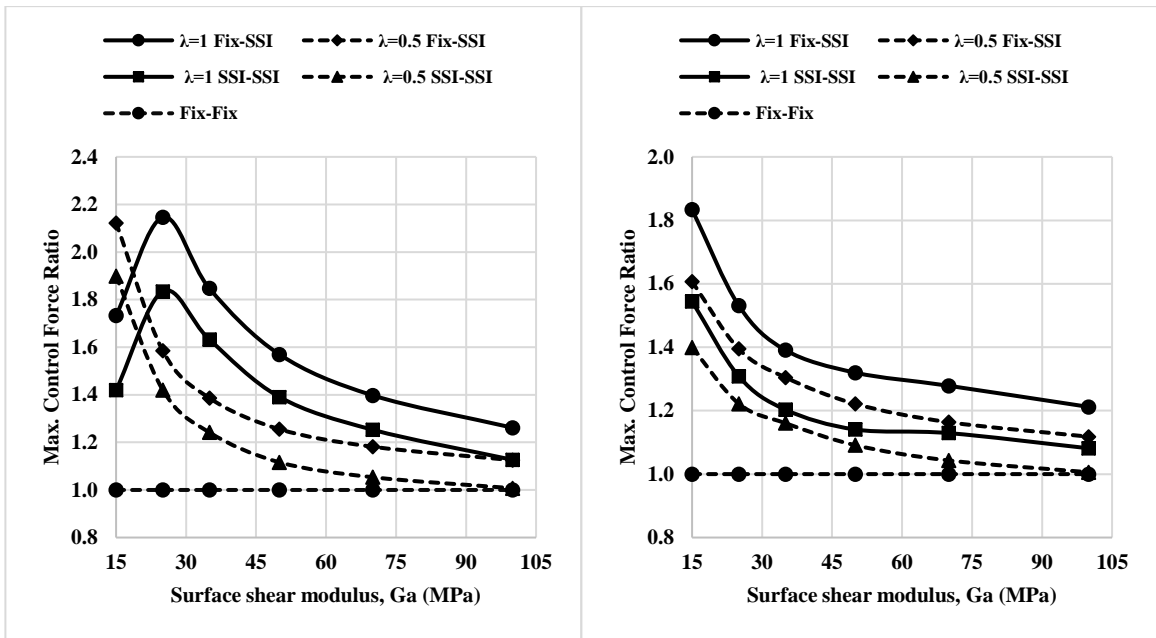 λ=1 Fix-SSI
λ=0.5 Fix-SSI
λ=1 SSI-SSI
λ=0.5 SSI-SSI
Fix-Fix
Max. Control Force Ratio
2.4
2.2
2.0
1.8
1.6
1.4
1.2
1.0
0.8
15 30 45 60 75 90 105
Surface shear modulus, Ga (MPa)
λ=1 Fix-SSI
λ=0.5 Fix-SSI
λ=1 SSI-SSI
λ=0.5 SSI-SSI
Fix-Fix
Max. Control Force Ratio
2.0
1.8
1.6
1.4
1.2
1.0
0.8
15 30 45 60 75 90 105
Surface shear modulus, Ga (MPa)